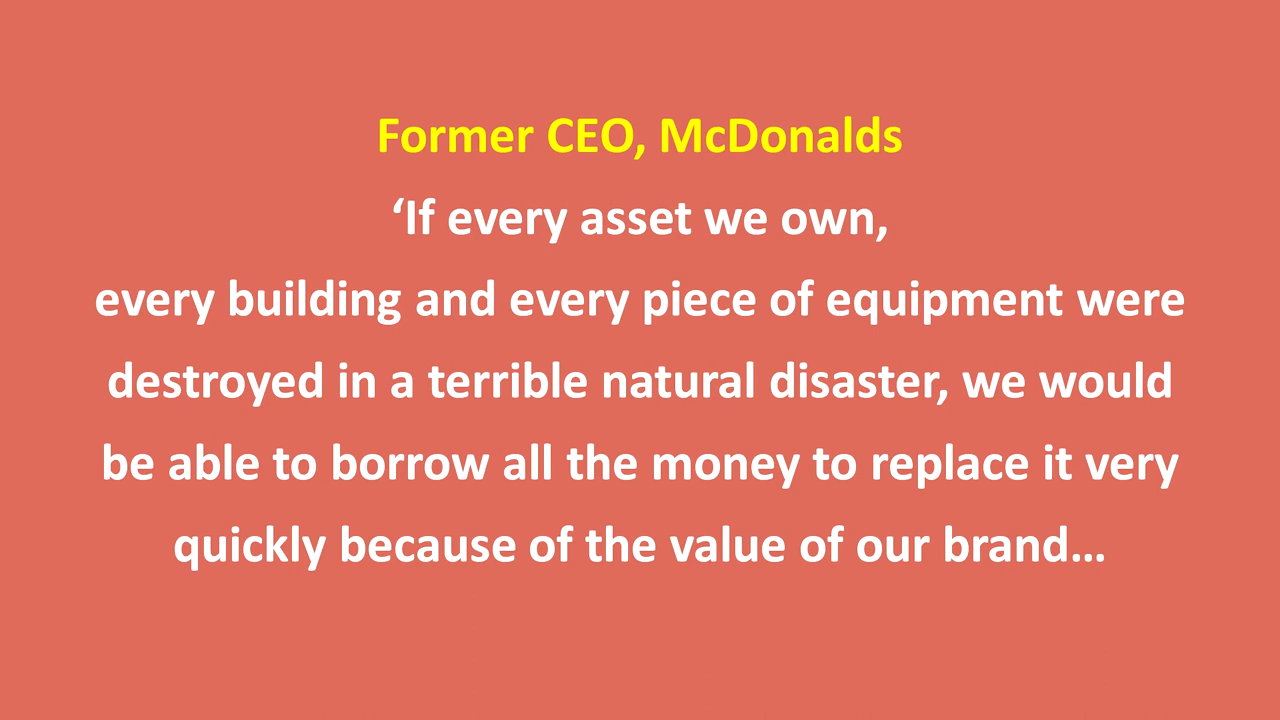 Former CEO, McDonalds
‘If every asset we own,
every building and every piece of equipment were
destroyed in a terrible natural disaster, we would
be able to borrow all the money to replace it very
quickly because of the value of our brand…